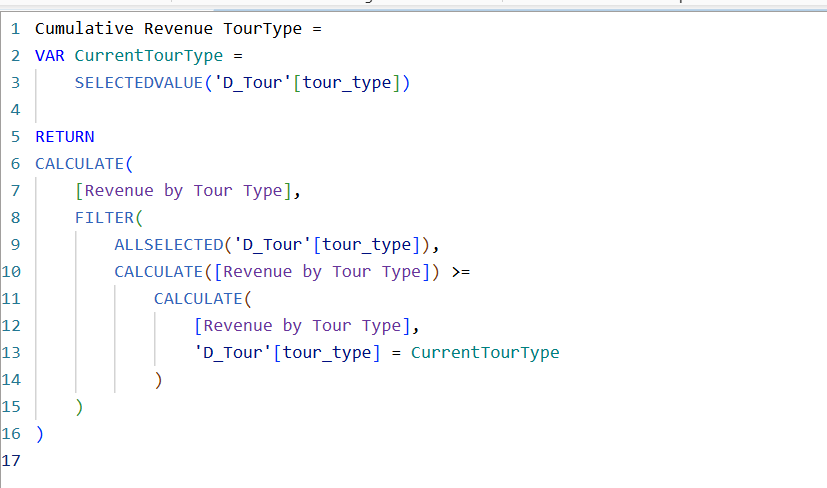 1 Cumulative Revenue TourType =
2 VAR CurrentTourType =
3 SELECTEDVALUE('D_Tour'[tour_type])
4
5 RETURN
6 CALCULATE(
7 [Revenue by Tour Type],
8 FILTER(
9 ALLSELECTED('D_Tour'[tour_type]),
10 CALCULATE([Revenue by Tour Type]) >=
11 CALCULATE(
12 [Revenue by Tour Type],
13 'D_Tour'[tour_type] = CurrentTourType
14 )
15 )
16 )
17